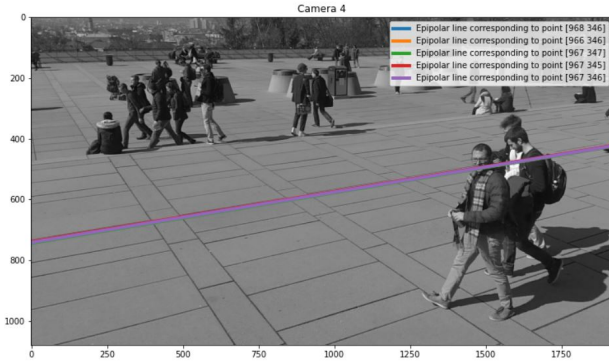 Camera 4
Epipolar line corresponding to point [968 346]
Epipolar line corresponding to point [966 346]
Epipolar line corresponding to point [967 347]
Epipolar line corresponding to point [967 345]
Epipolar line corresponding to point [967 346]
0
200
400
600
800
1000
0 250 500 750 1000 1250 1500 1750